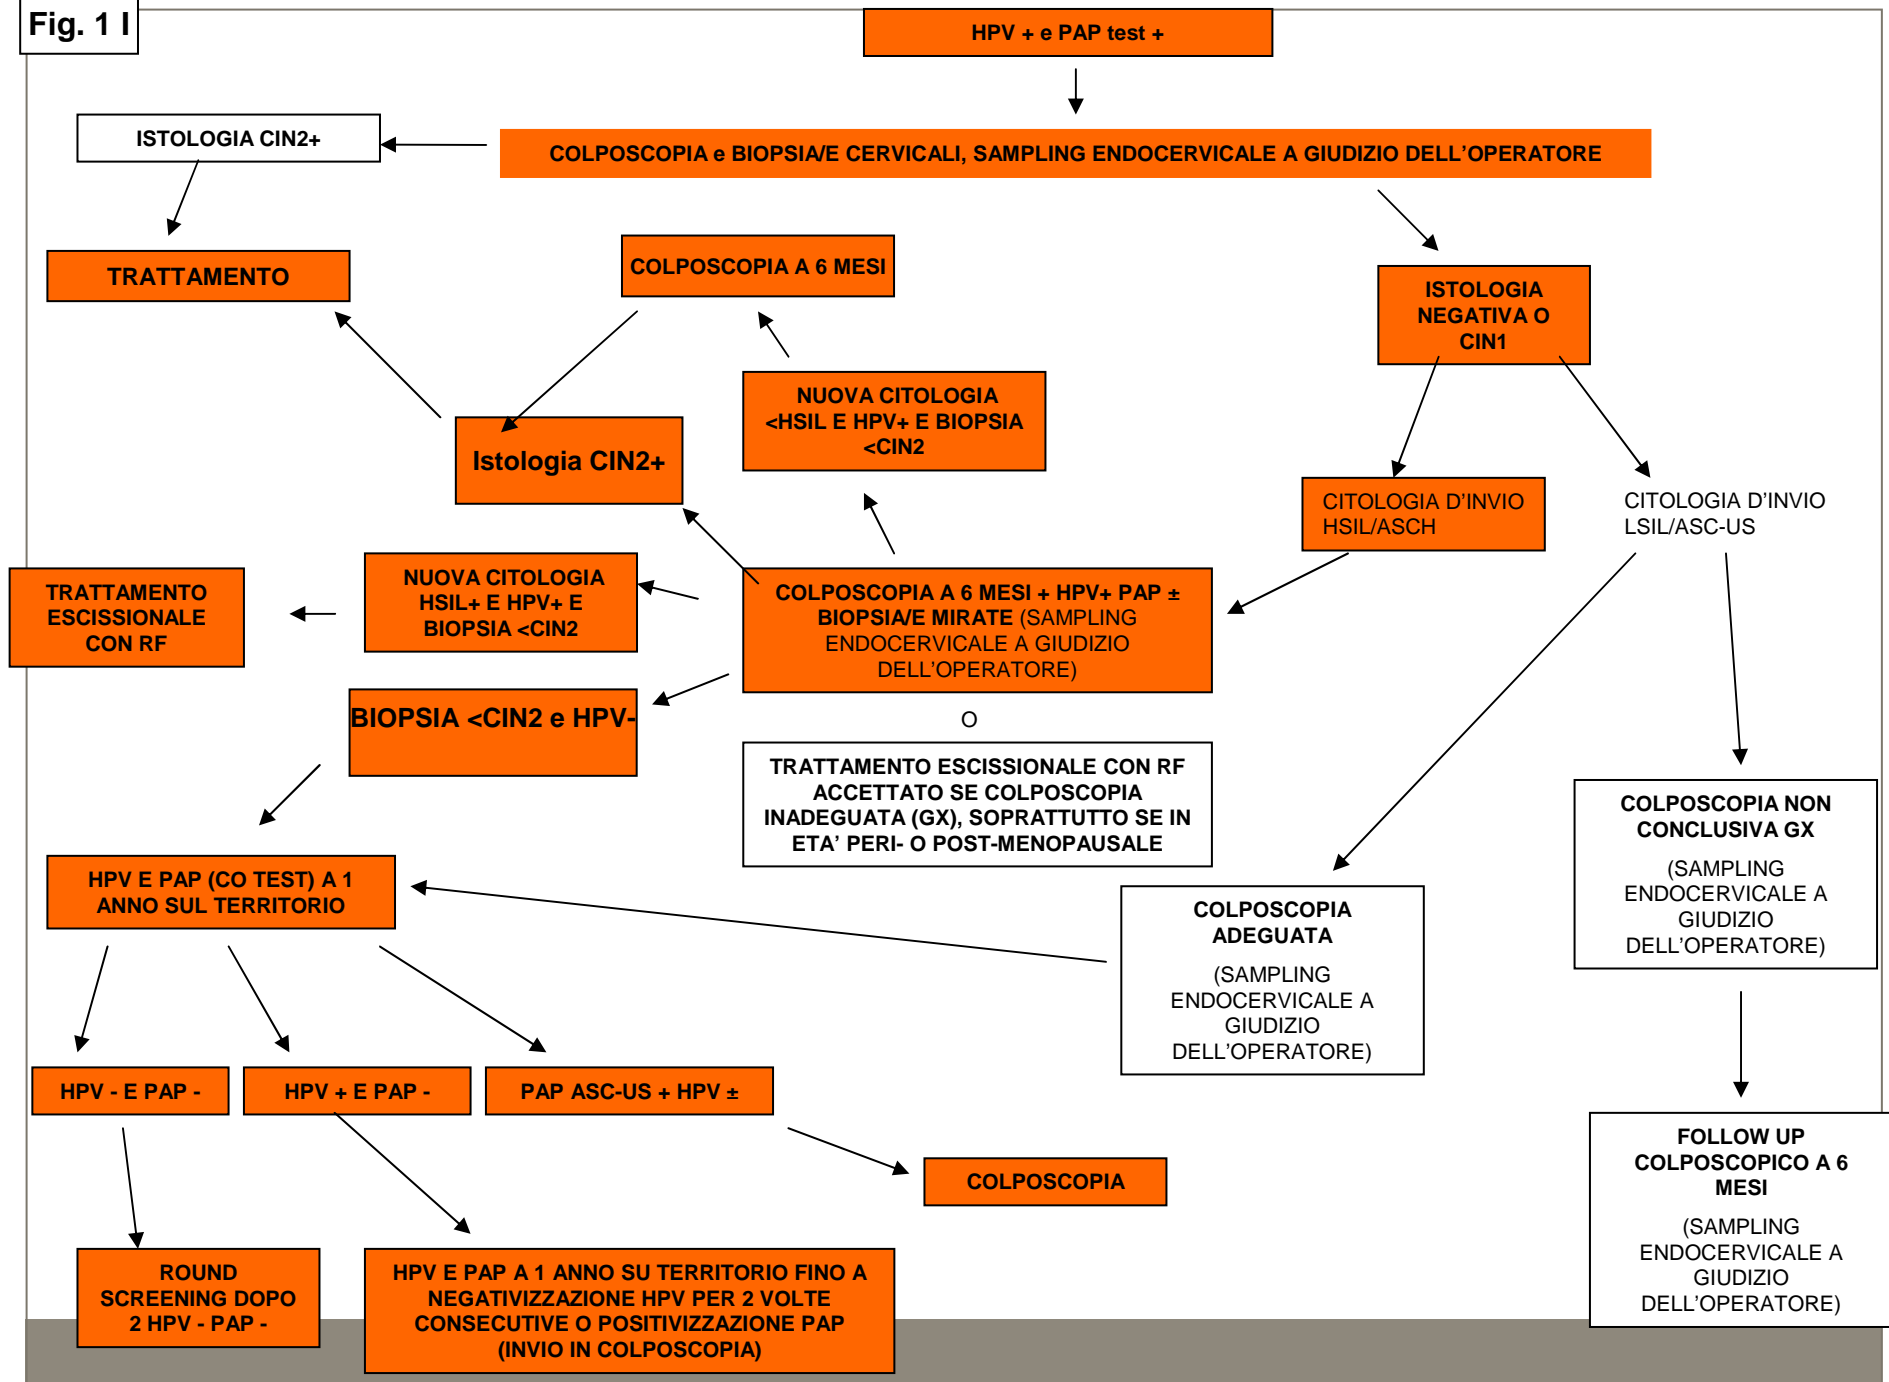 Fig. 1 I
HPV + e PAP test +
ISTOLOGIA CIN2+
COLPOSCOPIA e BIOPSIA/E CERVICALI, SAMPLING ENDOCERVICALE A GIUDIZIO DELL’OPERATORE
TRATTAMENTO
COLPOSCOPIA A 6 MESI
ISTOLOGIA
NEGATIVA O
CIN1
NUOVA CITOLOGIA
<HSIL E HPV+ E BIOPSIA
<CIN2
Istologia CIN2+
CITOLOGIA D’INVIO
HSIL/ASCH
CITOLOGIA D’INVIO
LSIL/ASC-US
TRATTAMENTO
ESCISSIONALE
CON RF
NUOVA CITOLOGIA
HSIL+ E HPV+ E
BIOPSIA <CIN2
COLPOSCOPIA A 6 MESI + HPV+ PAP ±
BIOPSIA/E MIRATE (SAMPLING
ENDOCERVICALE A GIUDIZIO
DELL’OPERATORE)
BIOPSIA <CIN2 e HPV-
O
TRATTAMENTO ESCISSIONALE CON RF
ACCETTATO SE COLPOSCOPIA
INADEGUATA (GX), SOPRATTUTTO SE IN
ETA’ PERI- O POST-MENOPAUSALE
COLPOSCOPIA NON
CONCLUSIVA GX
(SAMPLING
ENDOCERVICALE A
GIUDIZIO
DELL’OPERATORE)
HPV E PAP (CO TEST) A 1
ANNO SUL TERRITORIO
COLPOSCOPIA
ADEGUATA
(SAMPLING
ENDOCERVICALE A
GIUDIZIO
DELL’OPERATORE)
HPV - E PAP -
HPV + E PAP -
PAP ASC-US + HPV ±
COLPOSCOPIA
FOLLOW UP
COLPOSCOPICO A 6
MESI
(SAMPLING
ENDOCERVICALE A
GIUDIZIO
DELL’OPERATORE)
ROUND
SCREENING DOPO
2 HPV - PAP -
HPV E PAP A 1 ANNO SU TERRITORIO FINO A
NEGATIVIZZAZIONE HPV PER 2 VOLTE
CONSECUTIVE O POSITIVIZZAZIONE PAP
(INVIO IN COLPOSCOPIA)